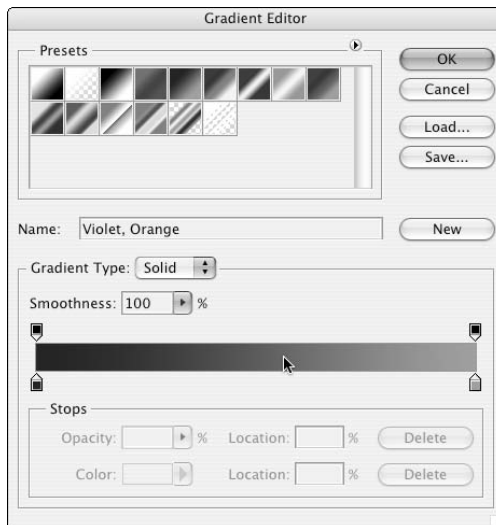 Gradient Editor
Presets
OK
Cancel
Load...
Save...
Name: Violet, Orange
New
Gradient Type: Solid
Smoothness: 100 %
Stops
Opacity: % Location: % Delete
Color: Location: % Delete